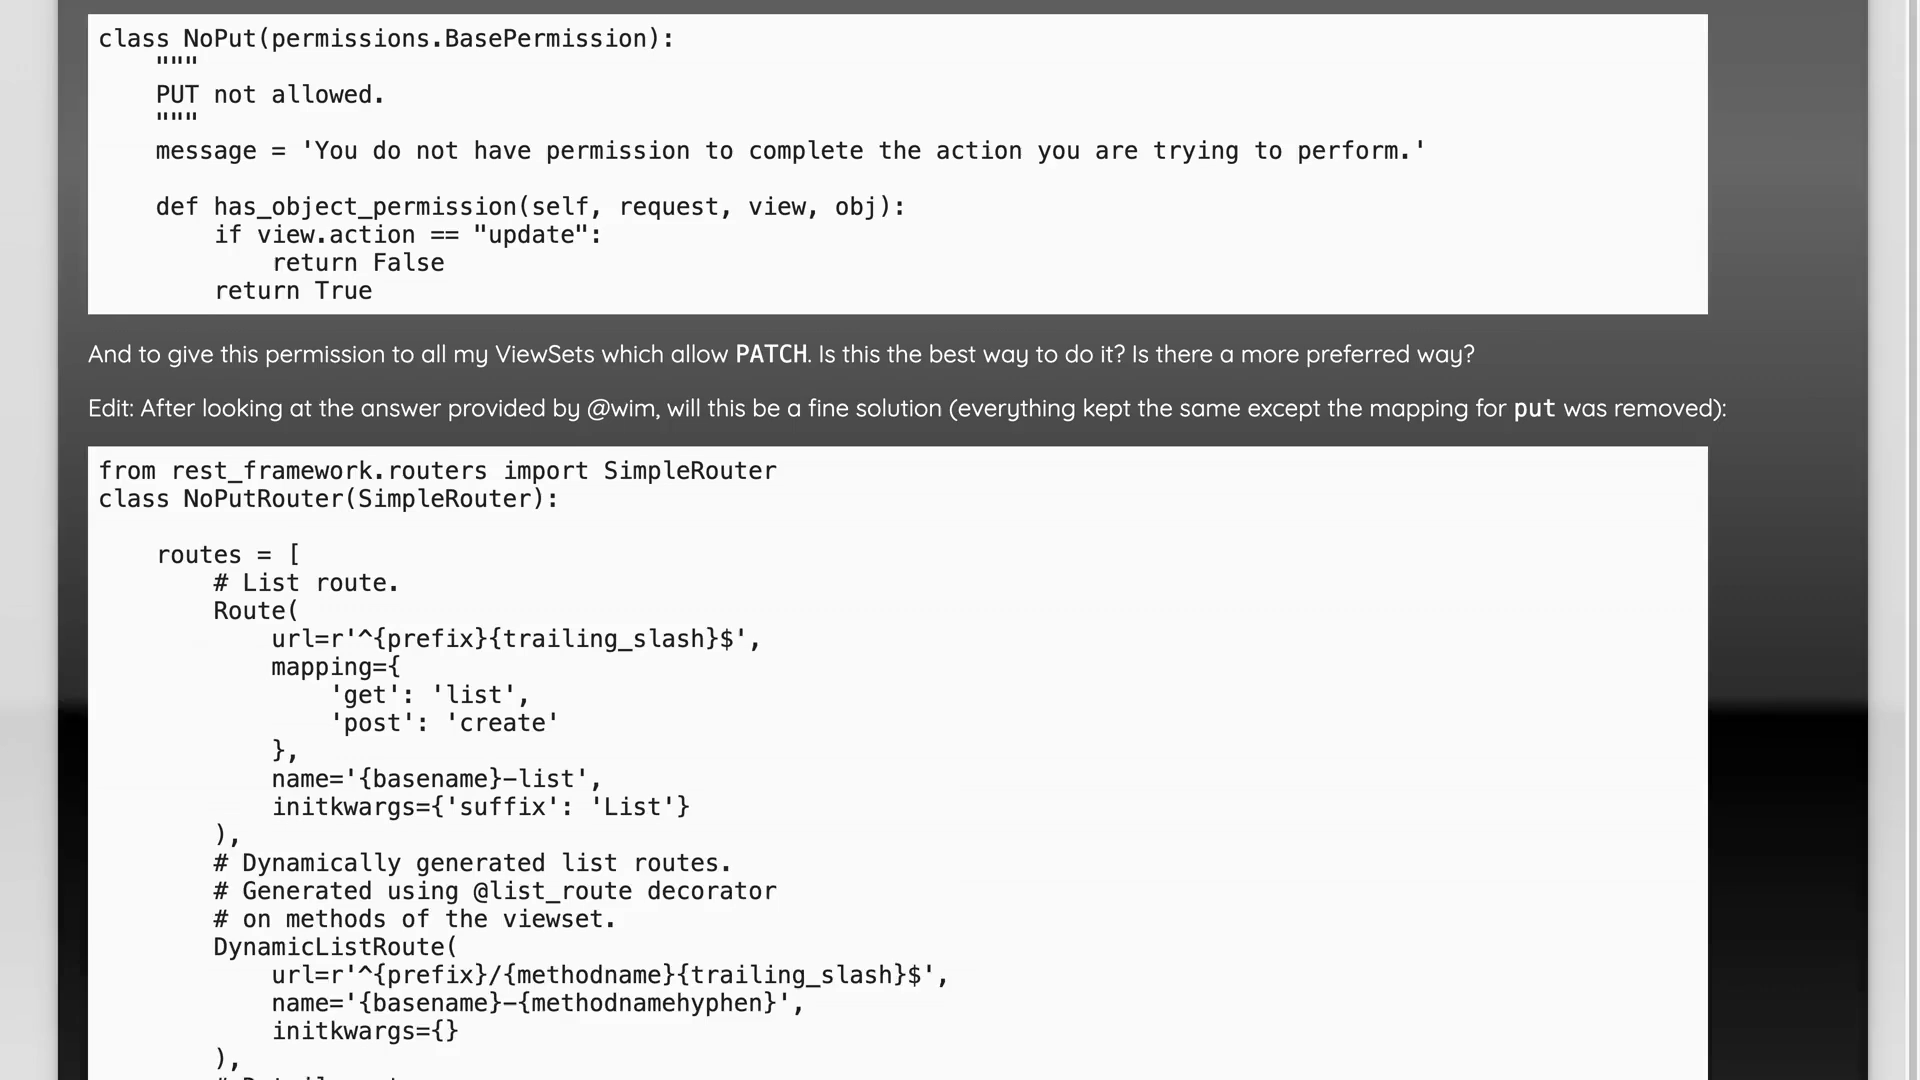 class NoPut(permissions.BasePermission):
    """
    PUT not allowed.
    """
    message = 'You do not have permission to complete the action you are trying to perform.'
    def has_object_permission(self, request, view, obj):
        if view.action == "update":
            return False
        return True
And to give this permission to all my ViewSets which allow PATCH. Is this the best way to do it? Is there a more preferred way?
Edit: After looking at the answer provided by @wim, will this be a fine solution (everything kept the same except the mapping for put was removed):
from rest_framework.routers import SimpleRouter
class NoPutRouter(SimpleRouter):
    routes = [
        # List route.
        Route(
            url=r'^{prefix}{trailing_slash}$',
            mapping={
                'get': 'list',
                'post': 'create'
            },
            name='{basename}-list',
            initkwargs={'suffix': 'List'}
        ),
        # Dynamically generated list routes.
        # Generated using @list_route decorator
        # on methods of the viewset.
        DynamicListRoute(
            url=r'^{prefix}/{methodname}{trailing_slash}$',
            name='{basename}-{methodnamehyphen}',
            initkwargs={}
        ),